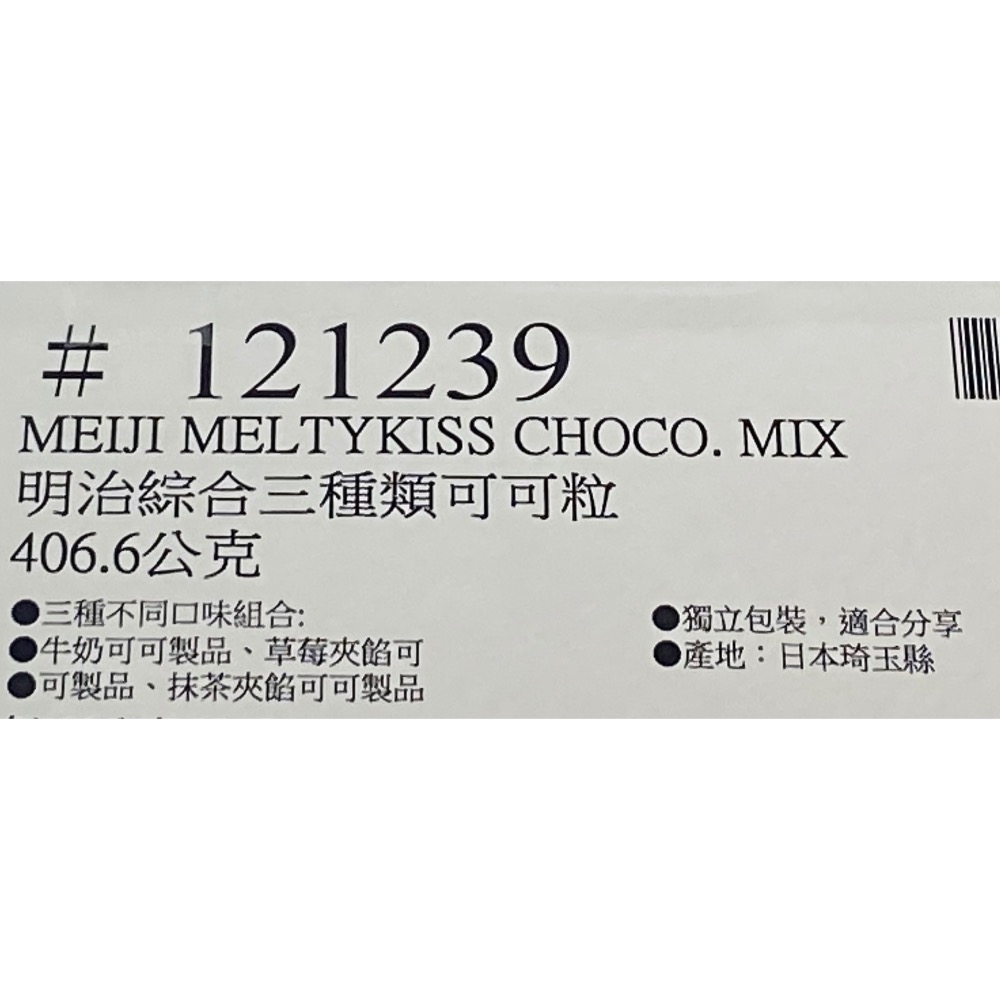 # 121239
MEIJI MELTYKISS CHOCO. MIX
明治綜合三種類可可粒
406.6公克
●三種不同口味組合:
●牛奶可可製品、草莓夾餡可
●可製品、抹茶夾餡可可製品
●獨立包裝，適合分享
●產地：日本琦玉縣